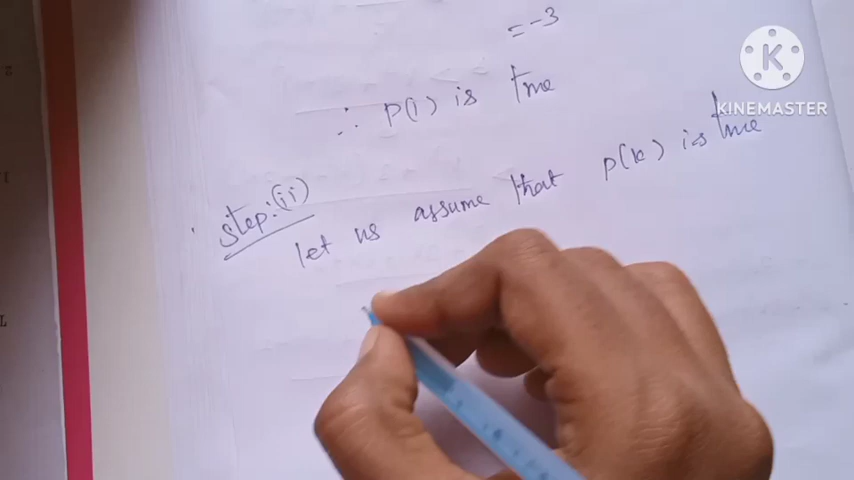 = -3
∴ P(1) is True
step:(ii)
let us assume that P(k) is True
K
KINEMASTER